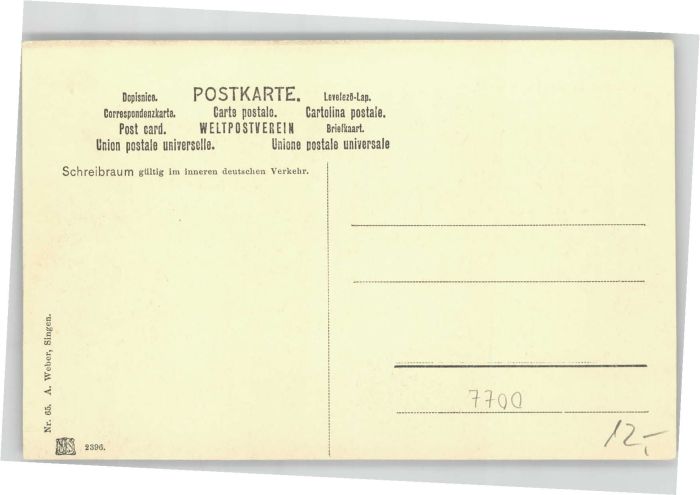 Dopisnice. POSTKARTE. Levelező-Lap.
Correspondenzkarte. Carte postale. Cartolina postale.
Post card. WELTPOSTVEREIN Briefkaart.
Union postale universelle. Unione postale universale
Schreibraum gültig im inneren deutschen Verkehr.
Nr. 65. A. Weber, Singen.
2396.
7700
12,-